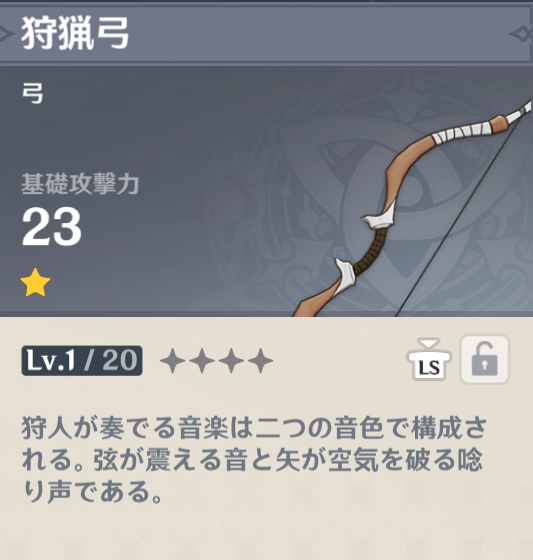 狩猟弓
弓
基礎攻撃力
23
Lv.1 / 20
LS
狩人が奏でる音楽は二つの音色で構成さ
れる。弦が震える音と矢が空気を破る唸
り声である。